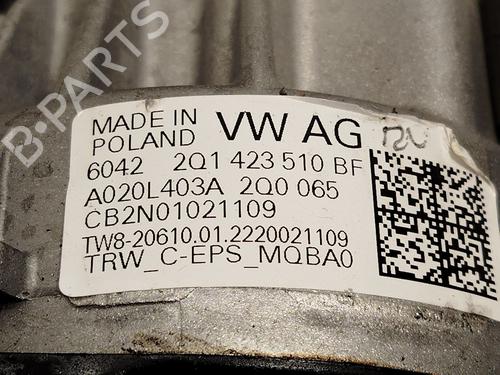 B-PARTS
MADE IN
POLAND VW AG
6042 2Q1 423 510 BF
A020L403A 2Q0 065
CB2N01021109
TW8-20610.01.2220021109
TRW_C-EPS_MQBA0